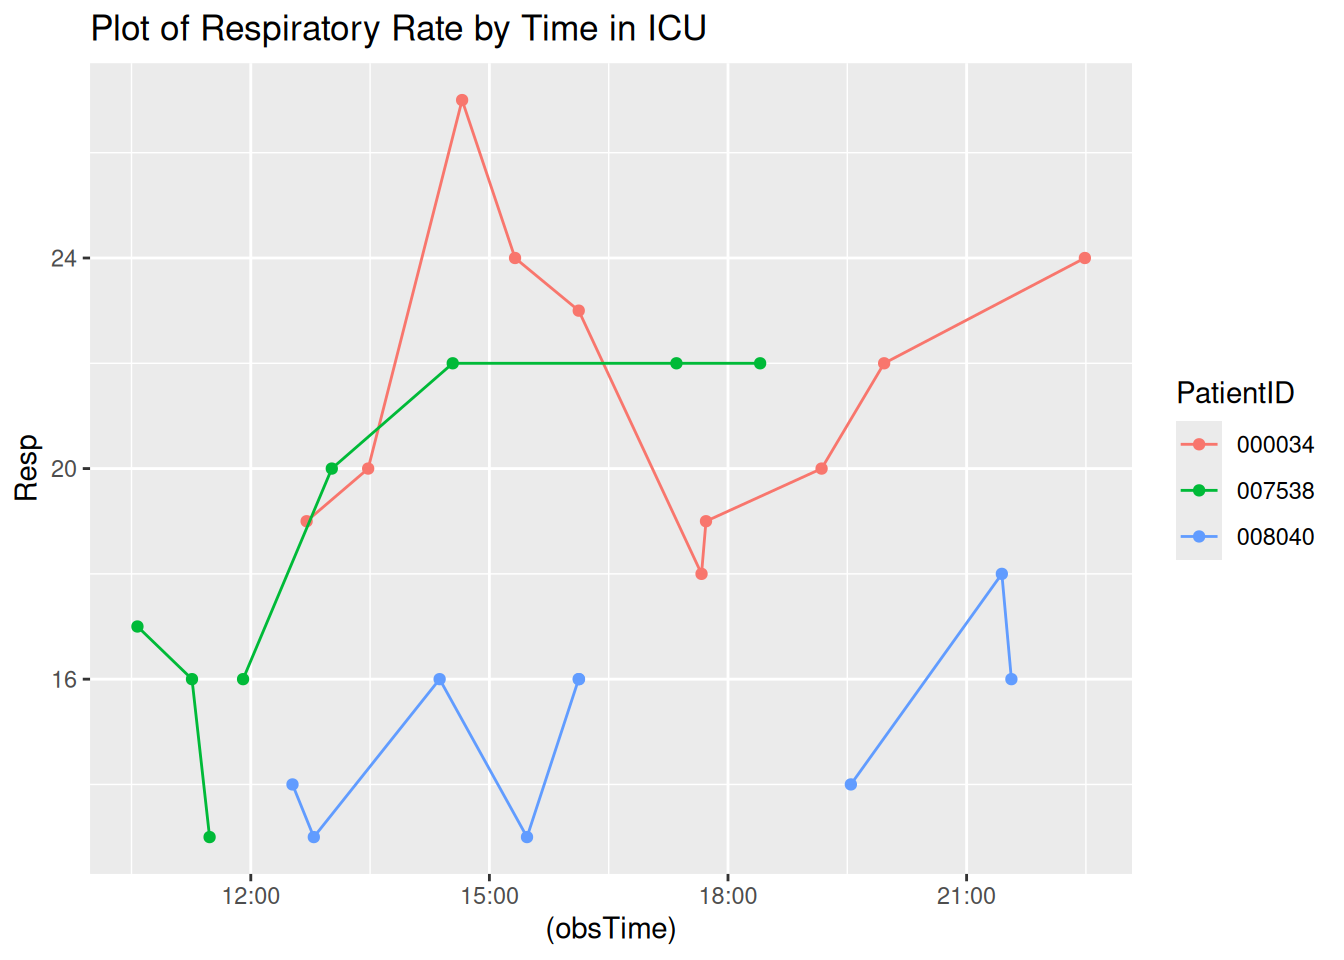 Plot of Respiratory Rate by Time in ICU
Resp
24
20
16
12:00 15:00 18:00 21:00
(obsTime)
PatientID
000034
007538
008040